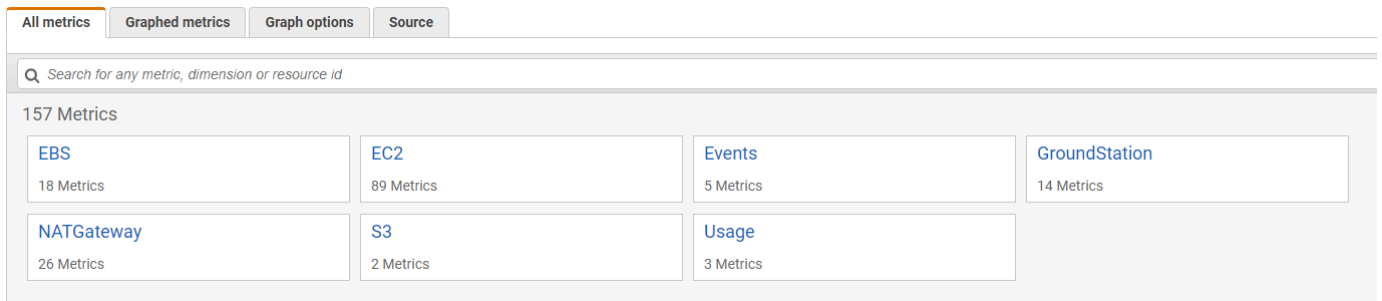 All metrics Graphed metrics Graph options Source
Search for any metric, dimension or resource id
157 Metrics
EBS EC2 Events GroundStation
18 Metrics 89 Metrics 5 Metrics 14 Metrics
NATGateway S3 Usage
26 Metrics 2 Metrics 3 Metrics